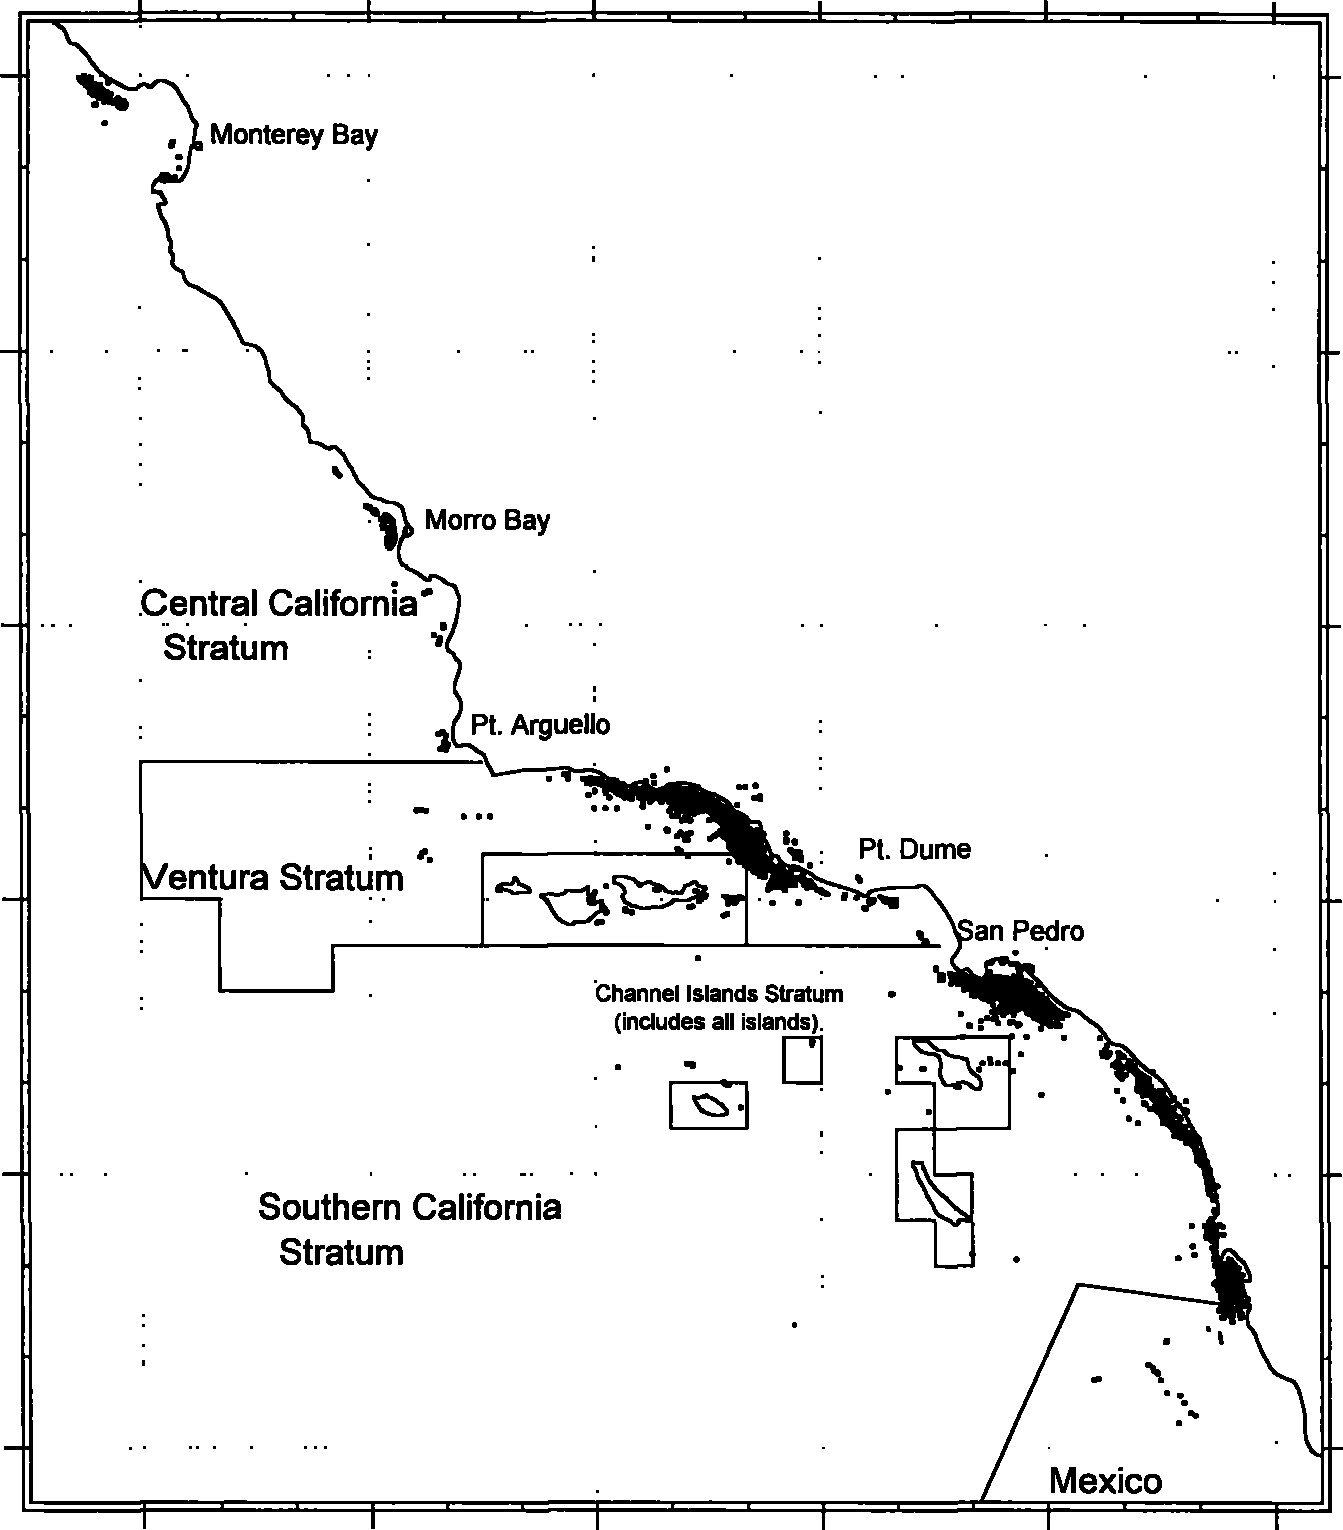 Monterey Bay
Morro Bay
Central California
Stratum
Pt. Arguello
Pt. Dume
Ventura Stratum
San Pedro
Channel Islands Stratum
(includes all islands).
Southern California
Stratum
Mexico